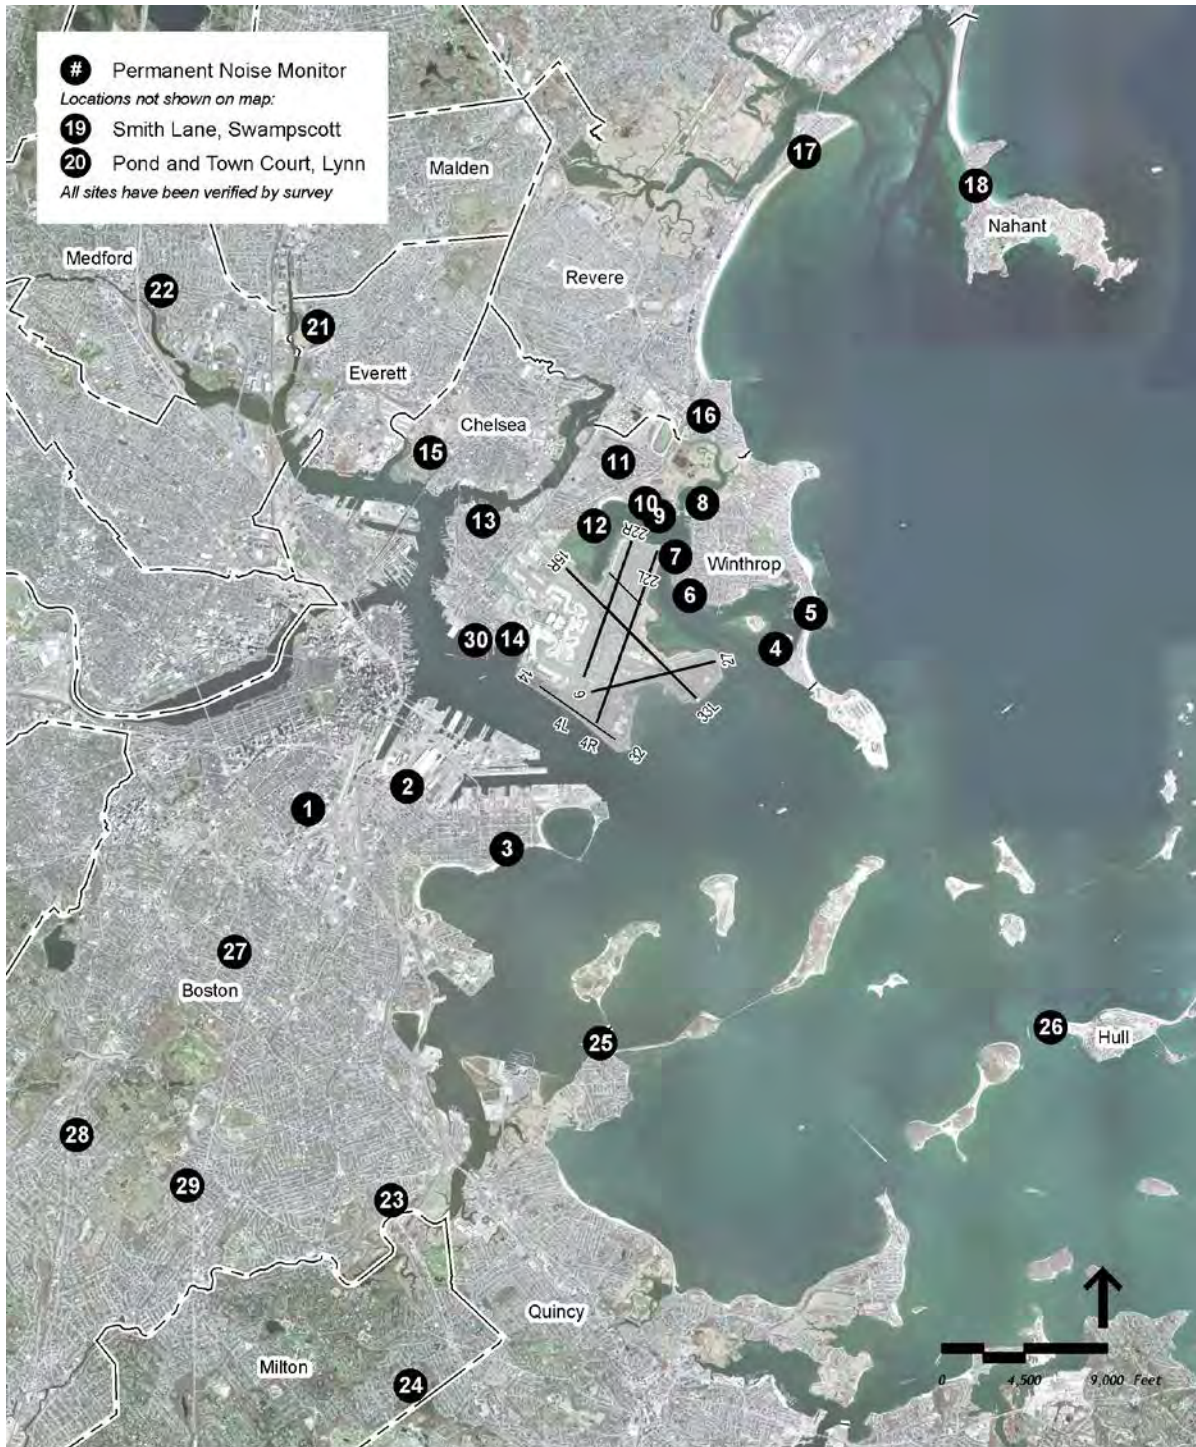 # Permanent Noise Monitor
Locations not shown on map:
19 Smith Lane, Swampscott
20 Pond and Town Court, Lynn
All sites have been verified by survey
Malden
17
18
Nahant
Medford
Revere
22
21
Everett
16
Chelsea
15
11
10
9
8
13
12
22R
15R
7
22L
Winthrop
6
5
30
14
4
27
14
9
33L
4L
4R
32
2
1
3
27
Boston
26
Hull
25
28
29
23
Quincy
Milton
24
0 4,500 9,000 Feet